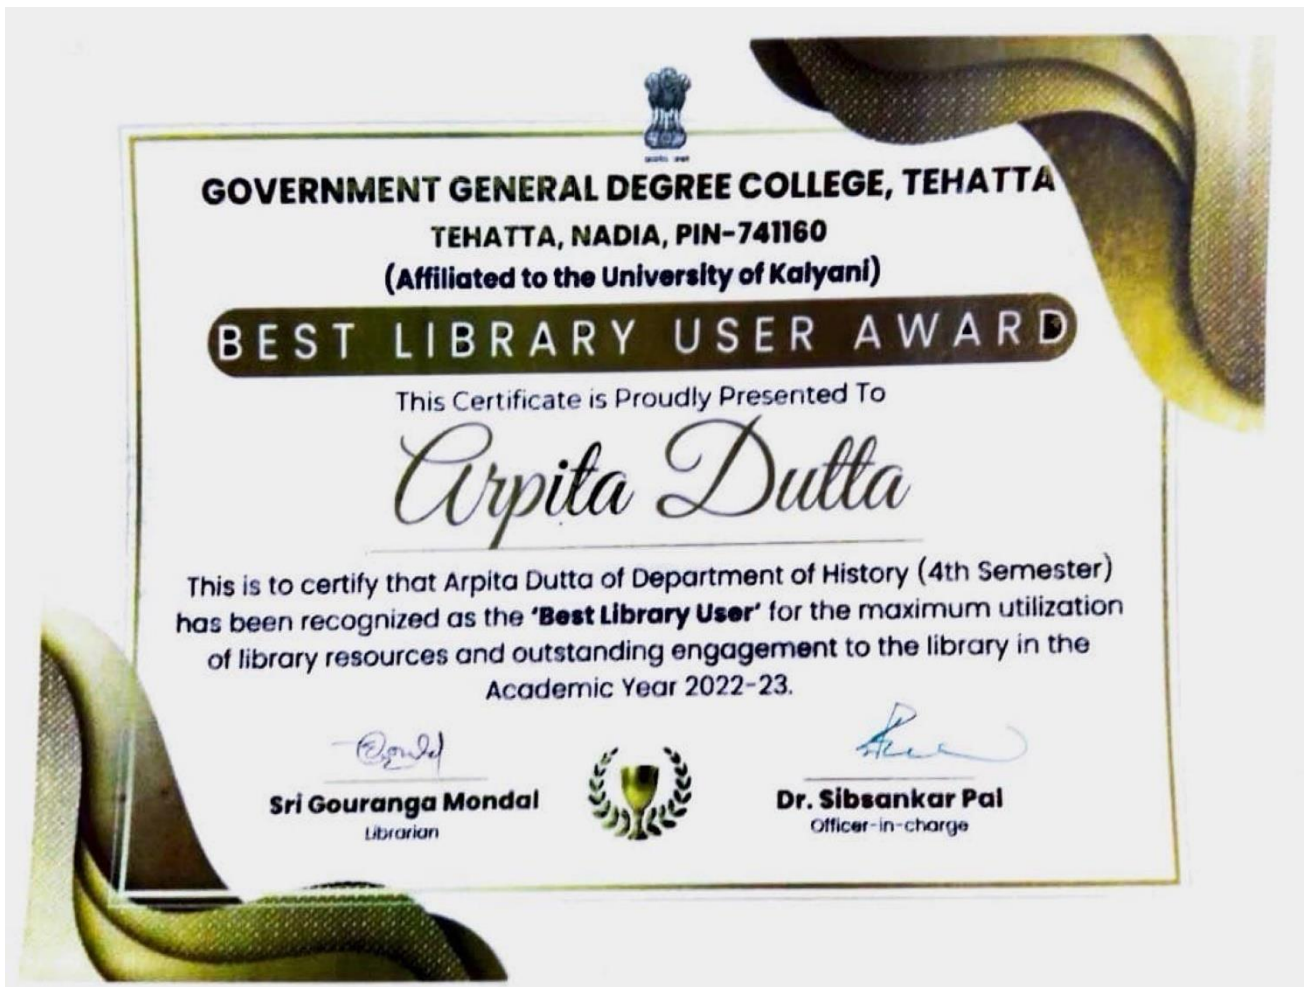 GOVERNMENT GENERAL DEGREE COLLEGE, TEHATTA
TEHATTA, NADIA, PIN-741160
(Affiliated to the University of Kalyani)
BEST LIBRARY USER AWARD
This Certificate is Proudly Presented To
Arpita Dutta
This is to certify that Arpita Dutta of Department of History (4th Semester)
has been recognized as the 'Best Library User' for the maximum utilization
of library resources and outstanding engagement to the library in the
Academic Year 2022-23.
Sri Gouranga Mondal
Librarian
Dr. Sibsankar Pal
Officer-in-charge